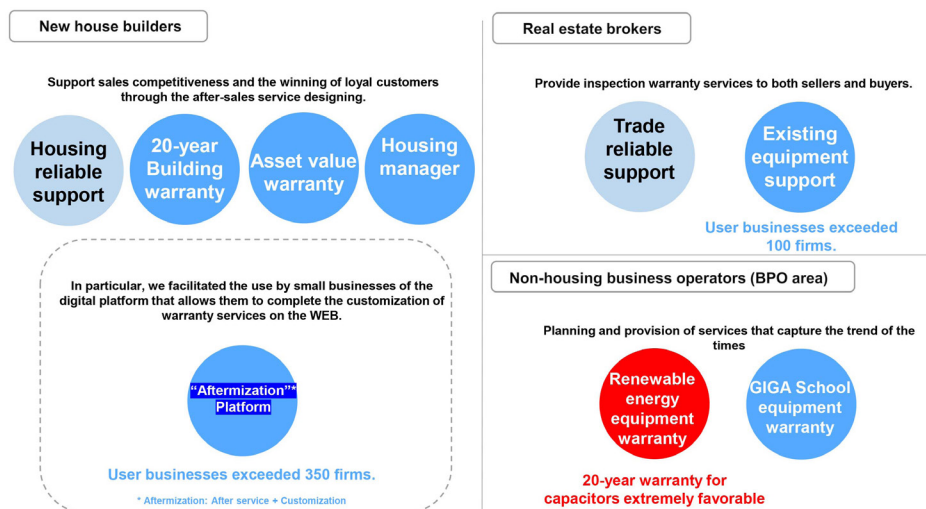 New house builders
Support sales competitiveness and the winning of loyal customers
through the after-sales service designing.
Housing
reliable
support
20-year
Building
warranty
Asset value
warranty
Housing
manager
In particular, we facilitated the use by small businesses of the
digital platform that allows them to complete the customization of
warranty services on the WEB.
“Aftermization”*
Platform
User businesses exceeded 350 firms.
* Aftermization: After service + Customization
Real estate brokers
Provide inspection warranty services to both sellers and buyers.
Trade
reliable
support
Existing
equipment
support
User businesses exceeded
100 firms.
Non-housing business operators (BPO area)
Planning and provision of services that capture the trend of the
times
Renewable
energy
equipment
warranty
GIGA School
equipment
warranty
20-year warranty for
capacitors extremely favorable